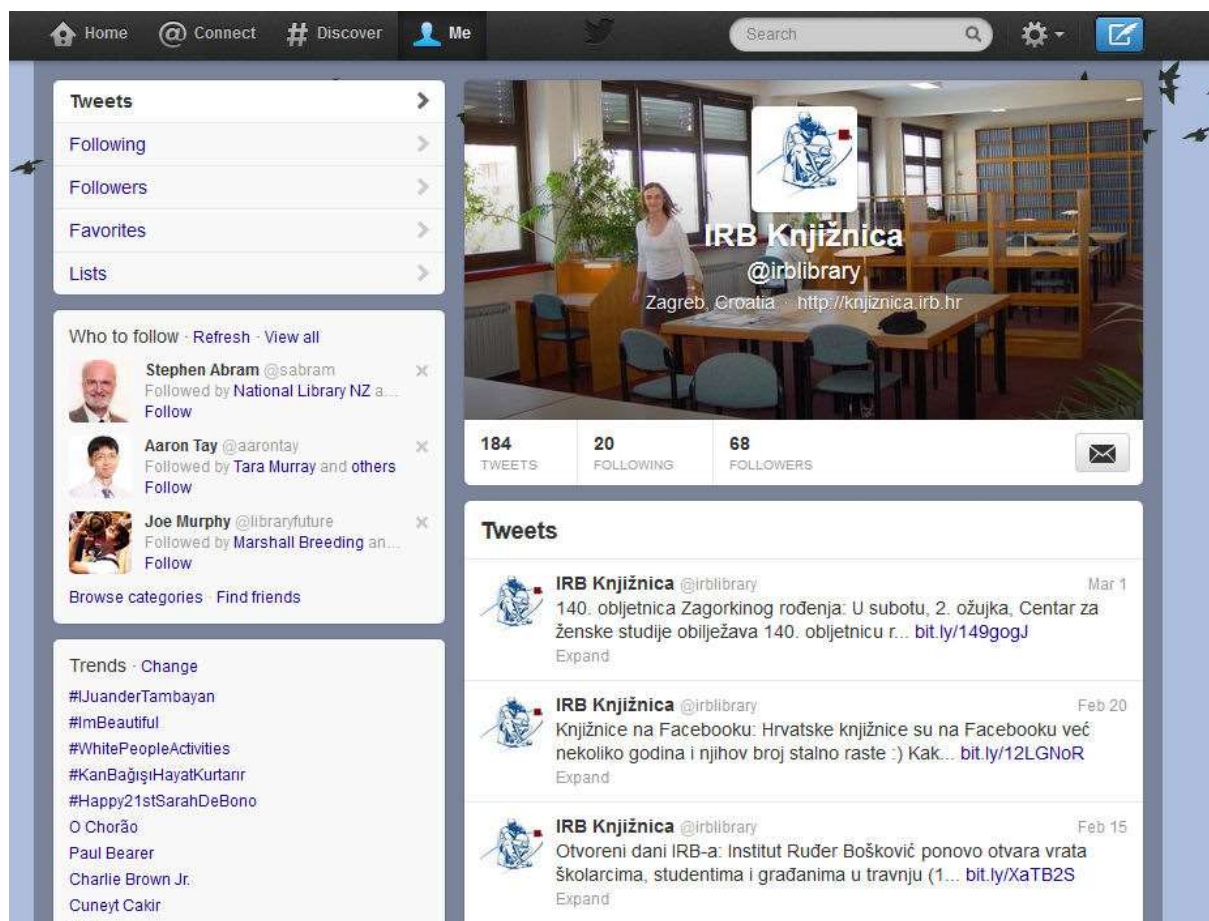 Home
Connect
Discover
Me
Search
Tweets
Following
Followers
Favorites
Lists
Who to follow · Refresh · View all
Stephen Abram @sabram
Followed by National Library NZ a...
Follow
Aaron Tay @aarontay
Followed by Tara Murray and others
Follow
Joe Murphy @libraryfuture
Followed by Marshall Breeding an...
Follow
Browse categories · Find friends
Trends · Change
#IJuanderTambayan
#ImBeautiful
#WhitePeopleActivities
#KanBağışıHayatKurtarır
#Happy21stSarahDeBono
O Chorão
Paul Bearer
Charlie Brown Jr.
Cuneyt Cakir
IRB Knjižnica
@irblibrary
Zagreb, Croatia · http://knjiznica.irb.hr
184 TWEETS
20 FOLLOWING
68 FOLLOWERS
Tweets
IRB Knjižnica @irblibrary Mar 1
140. obljetnica Zagorkinog rođenja: U subotu, 2. ožujka, Centar za
ženske studije obilježava 140. obljetnicu r... bit.ly/149gogJ
Expand
IRB Knjižnica @irblibrary Feb 20
Knjižnice na Facebooku: Hrvatske knjižnice su na Facebooku već
nekoliko godina i njihov broj stalno raste :) Kak... bit.ly/12LGNoR
Expand
IRB Knjižnica @irblibrary Feb 15
Otvoreni dani IRB-a: Institut Ruđer Bošković ponovo otvara vrata
školarcima, studentima i građanima u travnju (1... bit.ly/XaTB2S
Expand